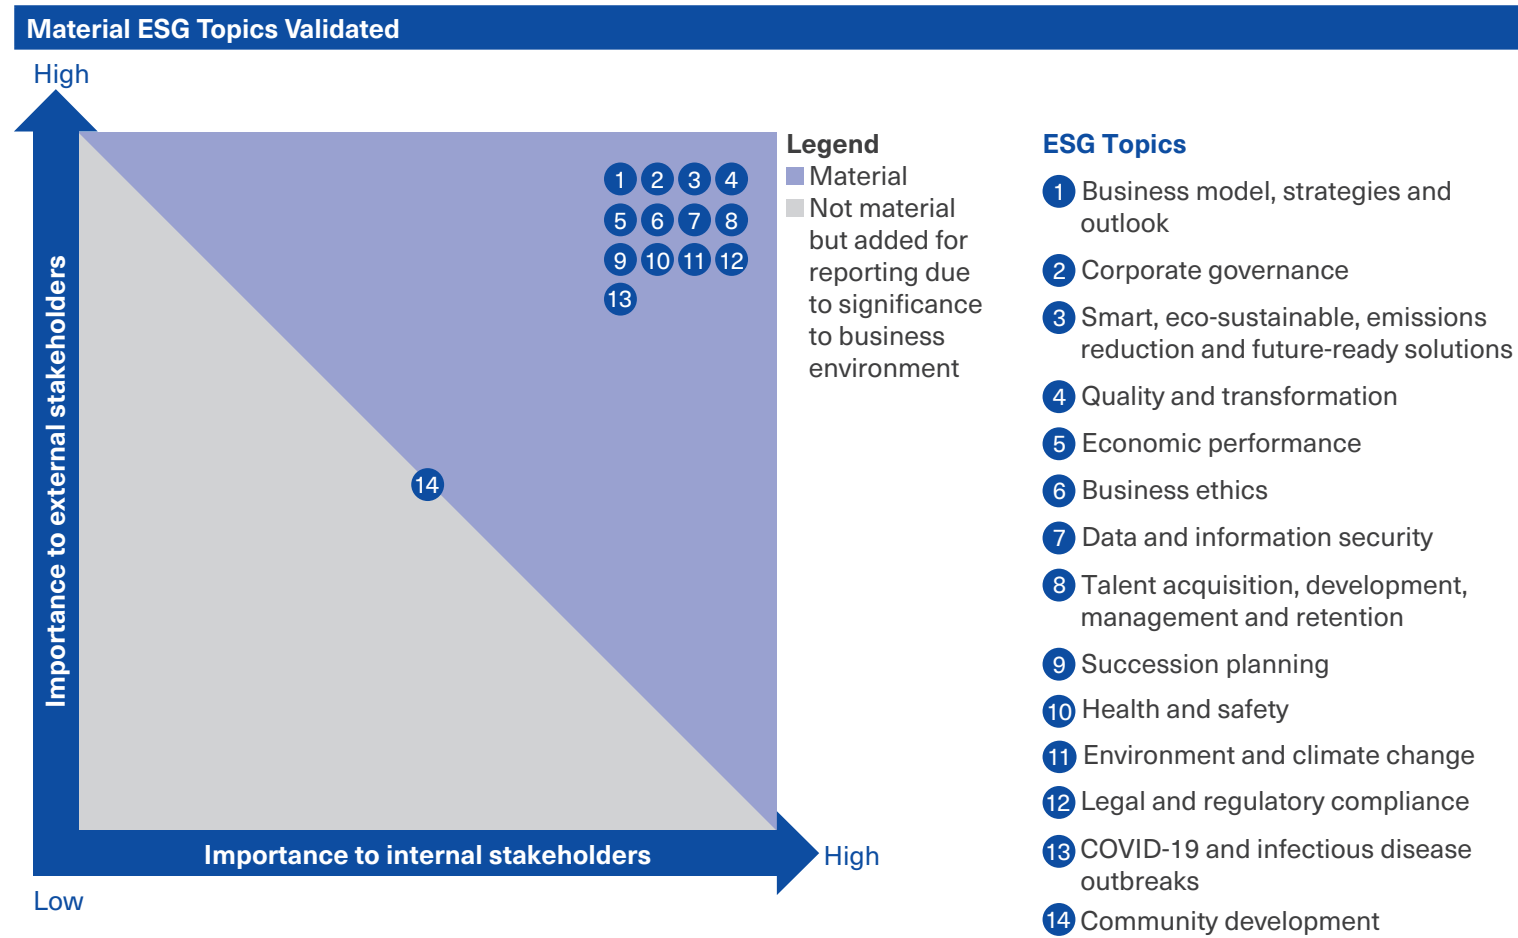 Material ESG Topics Validated
High
Importance to external stakeholders
1 2 3 4
5 6 7 8
9 10 11 12
13
14
Importance to internal stakeholders
High
Low
Legend
Material
Not material
but added for
reporting due
to significance
to business
environment
ESG Topics
1 Business model, strategies and
outlook
2 Corporate governance
3 Smart, eco-sustainable, emissions
reduction and future-ready solutions
4 Quality and transformation
5 Economic performance
6 Business ethics
7 Data and information security
8 Talent acquisition, development,
management and retention
9 Succession planning
10 Health and safety
11 Environment and climate change
12 Legal and regulatory compliance
13 COVID-19 and infectious disease
outbreaks
14 Community development